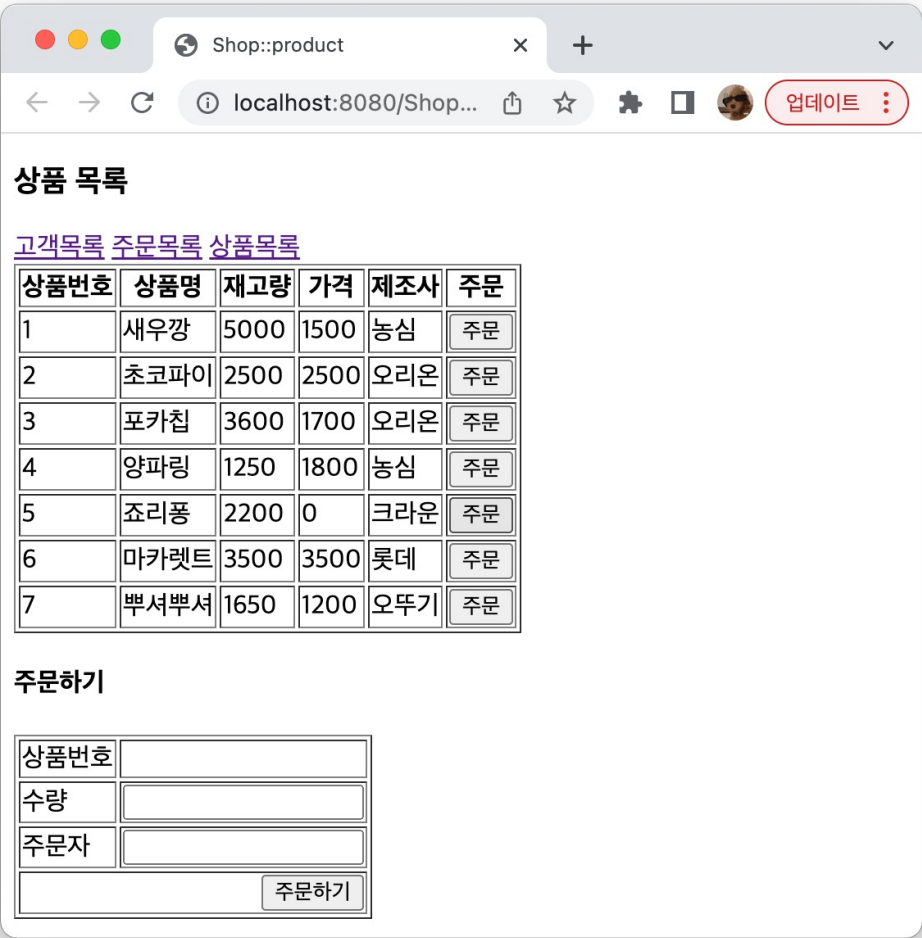 Shop::product
localhost:8080/Shop...
업데이트
상품 목록
고객목록 주문목록 상품목록
상품번호 상품명 재고량 가격 제조사 주문
1 새우깡 5000 1500 농심 주문
2 초코파이 2500 2500 오리온 주문
3 포카칩 3600 1700 오리온 주문
4 양파링 1250 1800 농심 주문
5 죠리퐁 2200 0 크라운 주문
6 마카렛트 3500 3500 롯데 주문
7 뿌셔뿌셔 1650 1200 오뚜기 주문
주문하기
상품번호
수량
주문자
주문하기